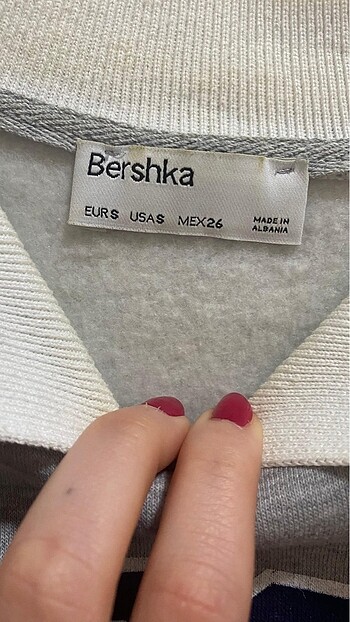 Bershka
EUR S USA S MEX 26
MADE IN
ALBANIA